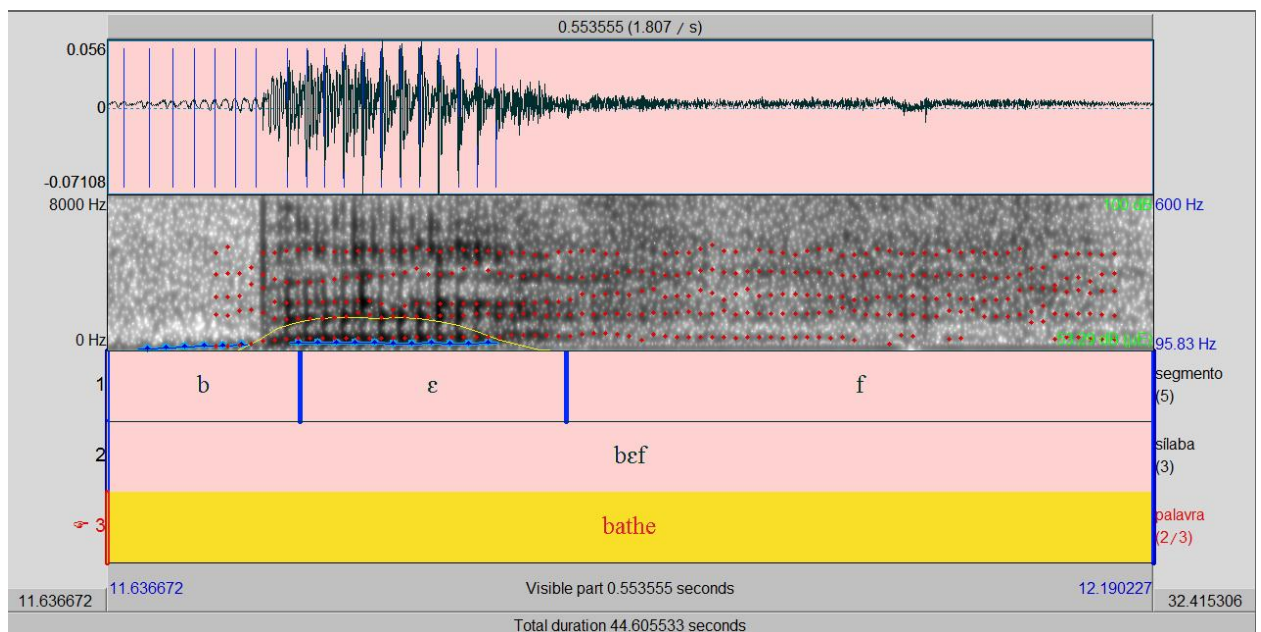 0.553555 (1.807 / s)
0.056
0
-0.07108
8000 Hz
600 Hz
0 Hz
95.83 Hz
1 b ɛ f segmento
(5)
2 bɛf sílaba
(3)
☞ 3 bathe palavra
(2/3)
11.636672 Visible part 0.553555 seconds 12.190227
11.636672 32.415306
Total duration 44.605533 seconds